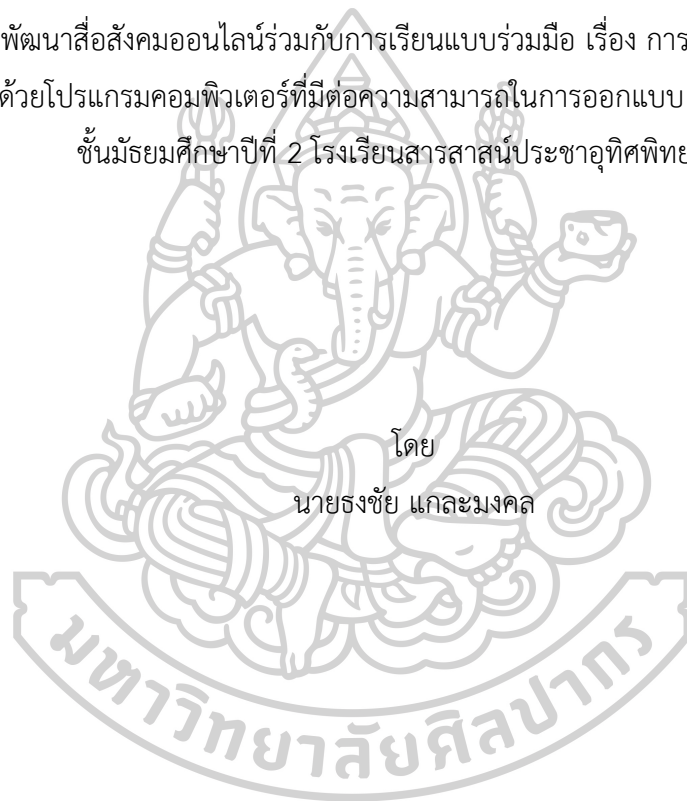 พัฒนาสื่อสังคมออนไลน์ร่วมกับการเรียนแบบร่วมมือ เรื่อง การ
ด้วยโปรแกรมคอมพิวเตอร์ที่มีต่อความสามารถในการออกแบบ
ชั้นมัธยมศึกษาปีที่ 2 โรงเรียนสารสาสน์ประชาอุทิศพิทย
โดย
นายธงชัย แกละมงคล
มหาวิทยาลัยศิลปากร